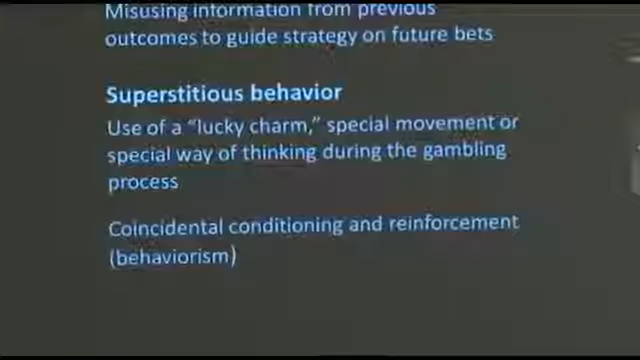 Misusing information from previous
outcomes to guide strategy on future bets
Superstitious behavior
Use of a “lucky charm,” special movement or
special way of thinking during the gambling
process
Coincidental conditioning and reinforcement
(behaviorism)